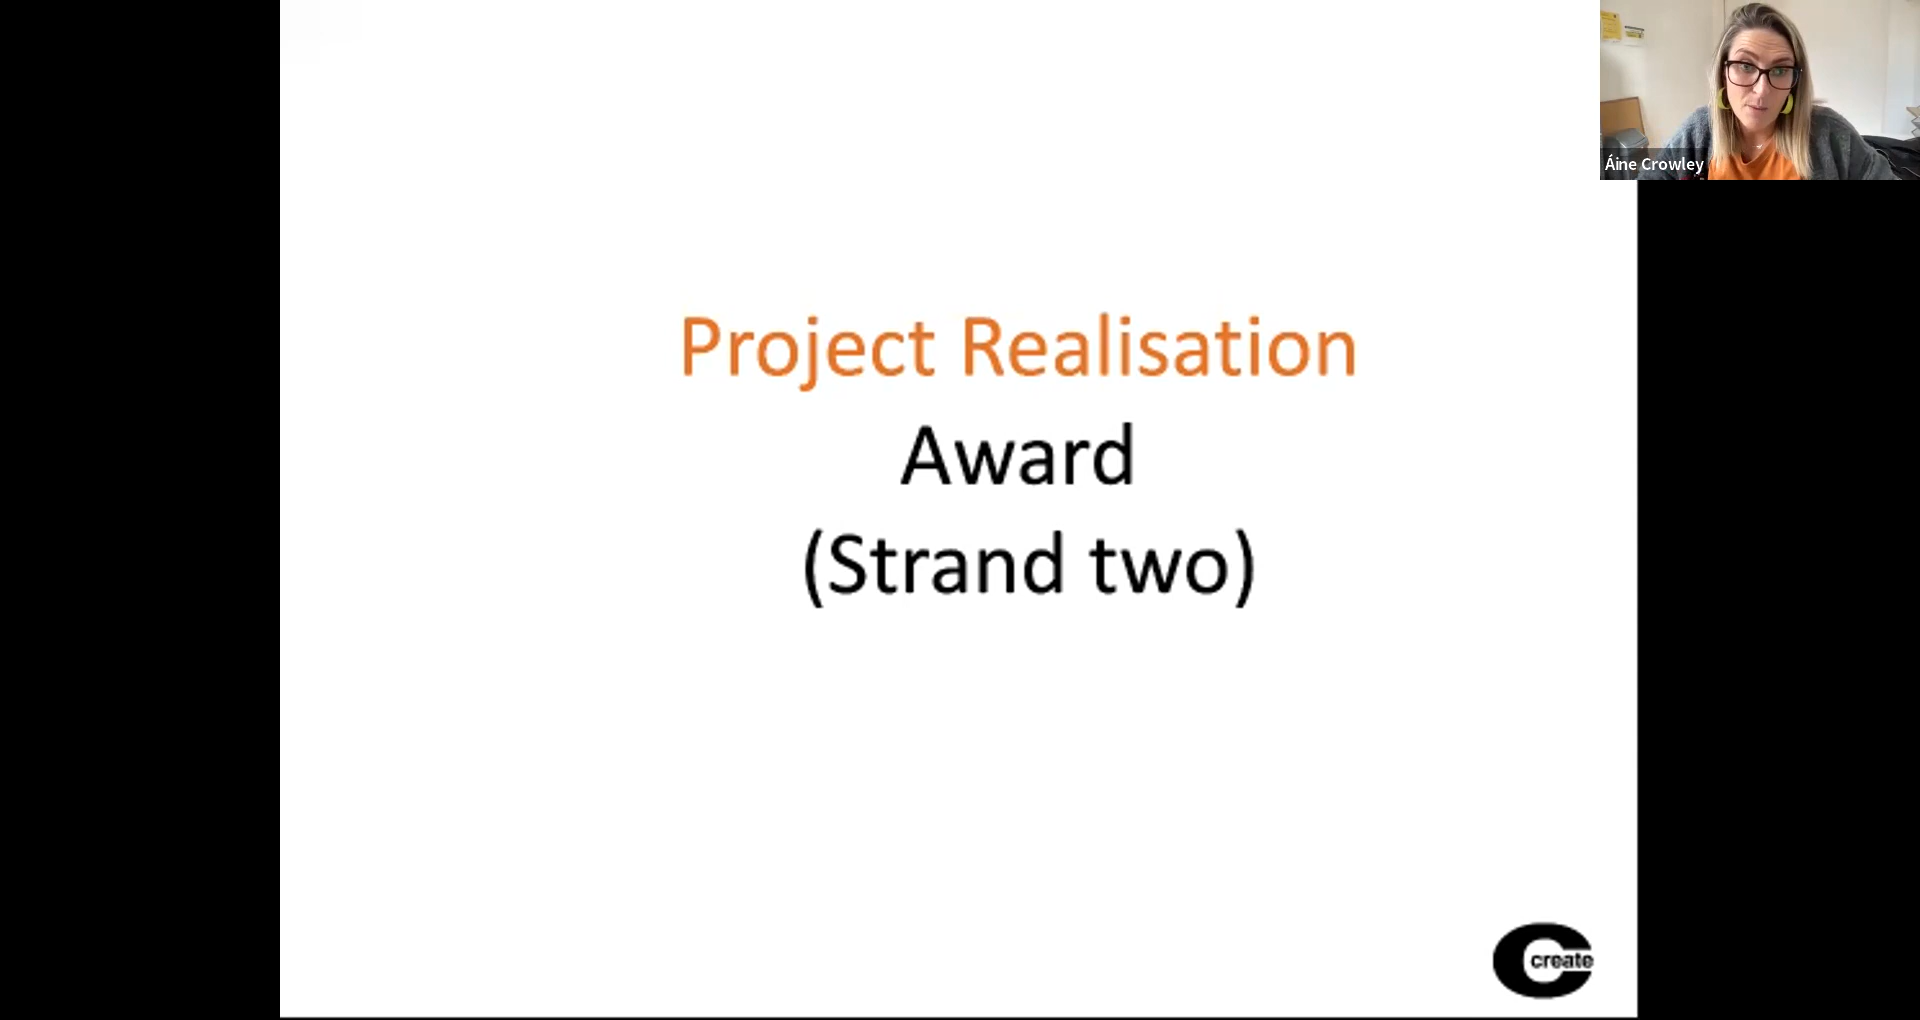 Project Realisation
Award
(Strand two)
Áine Crowley
create